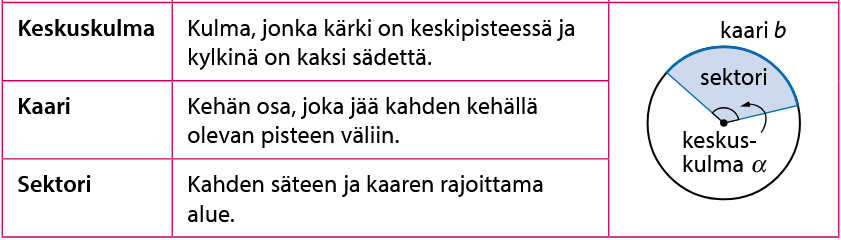 Keskuskulma
Kulma, jonka kärki on keskipisteessä ja
kylkinä on kaksi sädettä.
Kaari
Kehän osa, joka jää kahden kehällä
olevan pisteen väliin.
Sektori
Kahden säteen ja kaaren rajoittama
alue.
kaari b
sektori
keskus-
kulma α